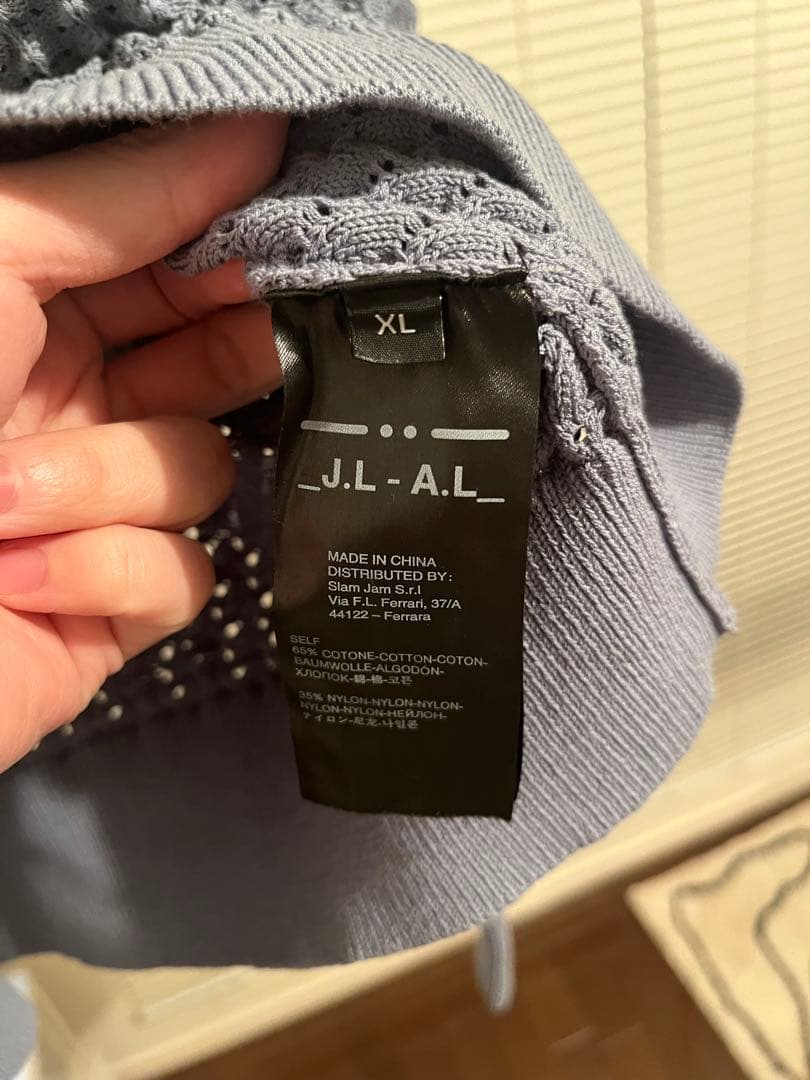 XL
_J.L - A.L_
MADE IN CHINA
DISTRIBUTED BY:
Slam Jam S.r.l
Via F.L. Ferrari, 37/A
44122 – Ferrara
SELF
65% COTONE-COTTON-COTON-
BAUMWOLLE-ALGODÓN-
ХЛОПОК-綿-棉-코튼
35% NYLON-NYLON-NYLON-
NYLON-NYLON-НЕЙЛОН-
ナイロン-尼龙-나일론